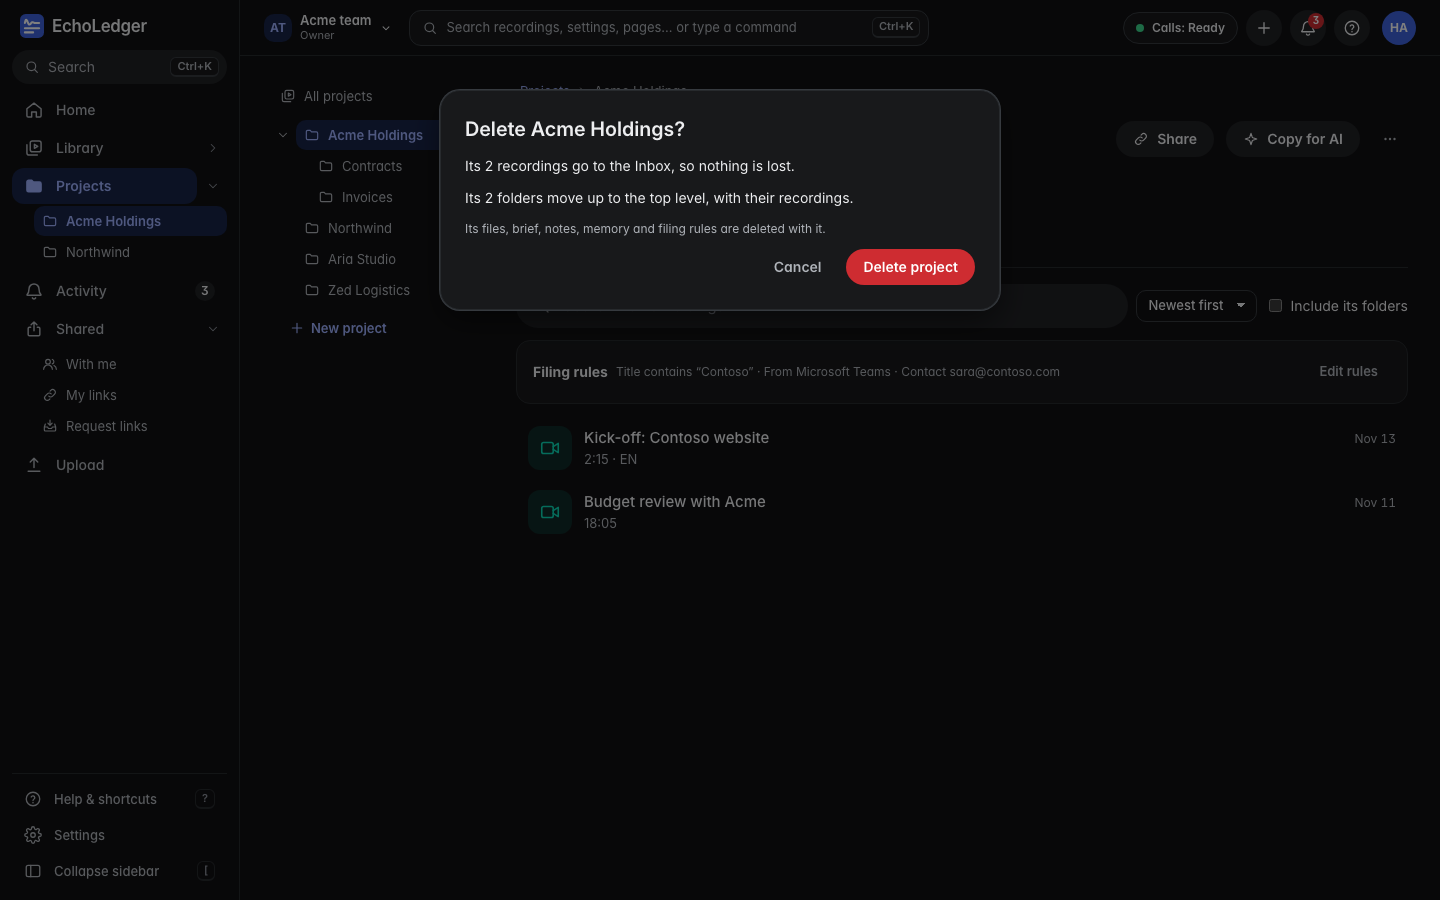 EchoLedger
Search
Ctrl+K
Home
Library
Projects
Acme Holdings
Northwind
Activity
3
Shared
With me
My links
Request links
Upload
Help & shortcuts
?
Settings
Collapse sidebar
[
AT
Acme team
Owner
Search recordings, settings, pages... or type a command
Ctrl+K
Calls: Ready
3
HA
All projects
Acme Holdings
Contracts
Invoices
Northwind
Aria Studio
Zed Logistics
New project
Projects
Acme Holdings
Share
Copy for AI
Delete Acme Holdings?
Its 2 recordings go to the Inbox, so nothing is lost.
Its 2 folders move up to the top level, with their recordings.
Its files, brief, notes, memory and filing rules are deleted with it.
Cancel
Delete project
Newest first
Include its folders
Filing rules Title contains “Contoso” · From Microsoft Teams · Contact sara@contoso.com
Edit rules
Kick-off: Contoso website
Nov 13
2:15 · EN
Budget review with Acme
Nov 11
18:05